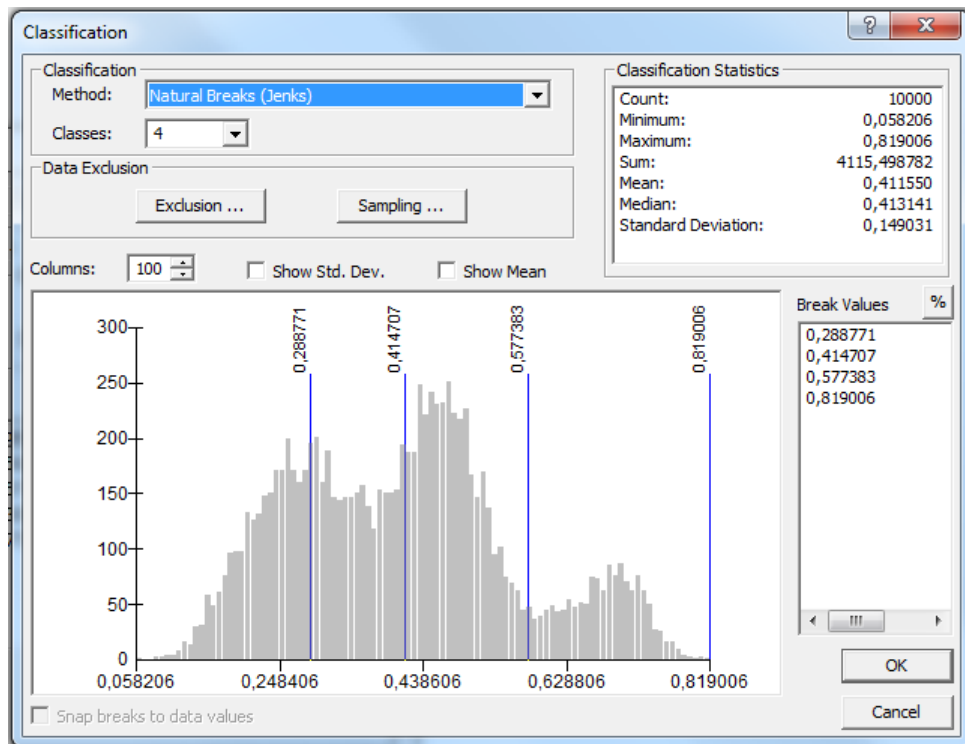 Classification
Classification
Method: Natural Breaks (Jenks)
Classes: 4
Data Exclusion
Exclusion ...
Sampling ...
Classification Statistics
Count: 10000
Minimum: 0,058206
Maximum: 0,819006
Sum: 4115,498782
Mean: 0,411550
Median: 0,413141
Standard Deviation: 0,149031
Columns: 100
Show Std. Dev.
Show Mean
Break Values
%
0,288771
0,414707
0,577383
0,819006
0,288771
0,414707
0,577383
0,819006
300
250
200
150
100
50
0
0,058206 0,248406 0,438606 0,628806 0,819006
Snap breaks to data values
OK
Cancel